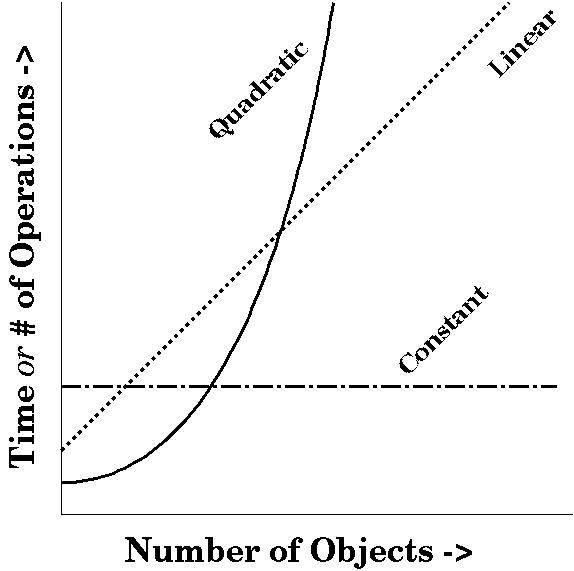 Time or # of Operations ->
Quadratic
Linear
Constant
Number of Objects ->